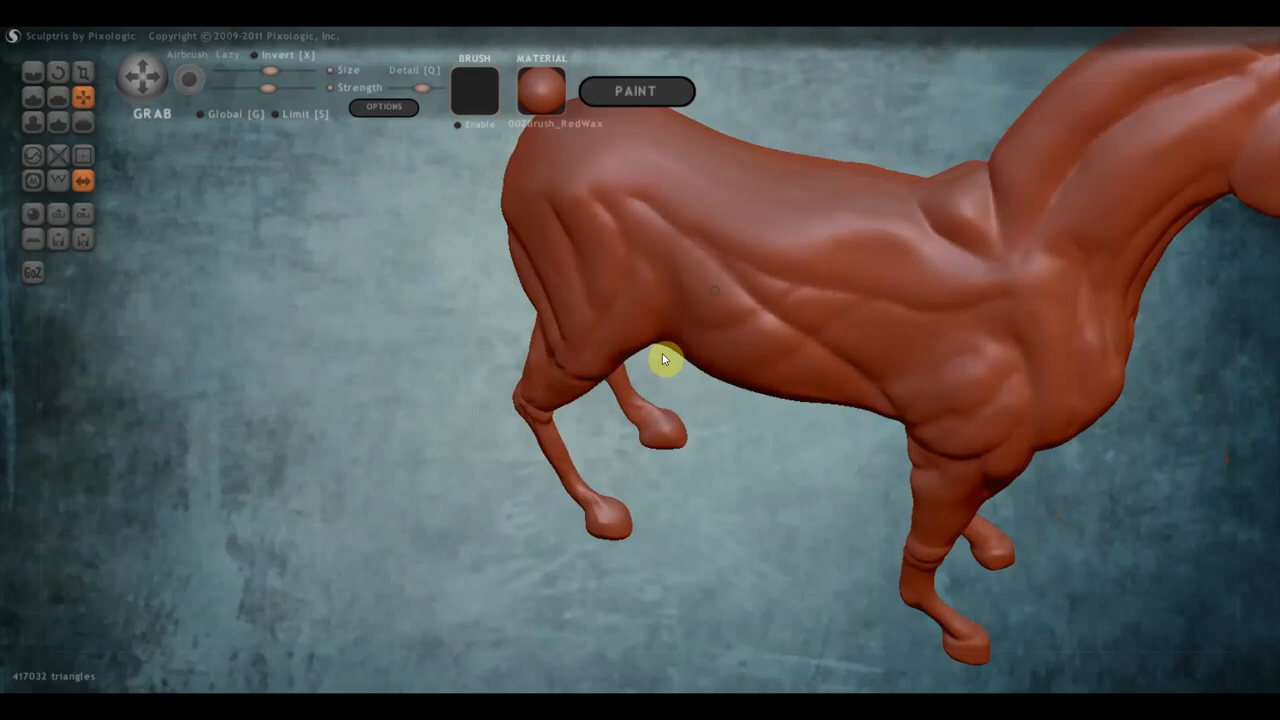 Sculptris by Pixologic Copyright ©2009-2011 Pixologic, Inc.
Airbrush Lazy Invert [X]
Size Detail [Q]
Strength
GRAB
Global [G] Limit [S]
OPTIONS
BRUSH
Enable
MATERIAL
00ZBrush_RedWax
PAINT
GoZ
417032 triangles